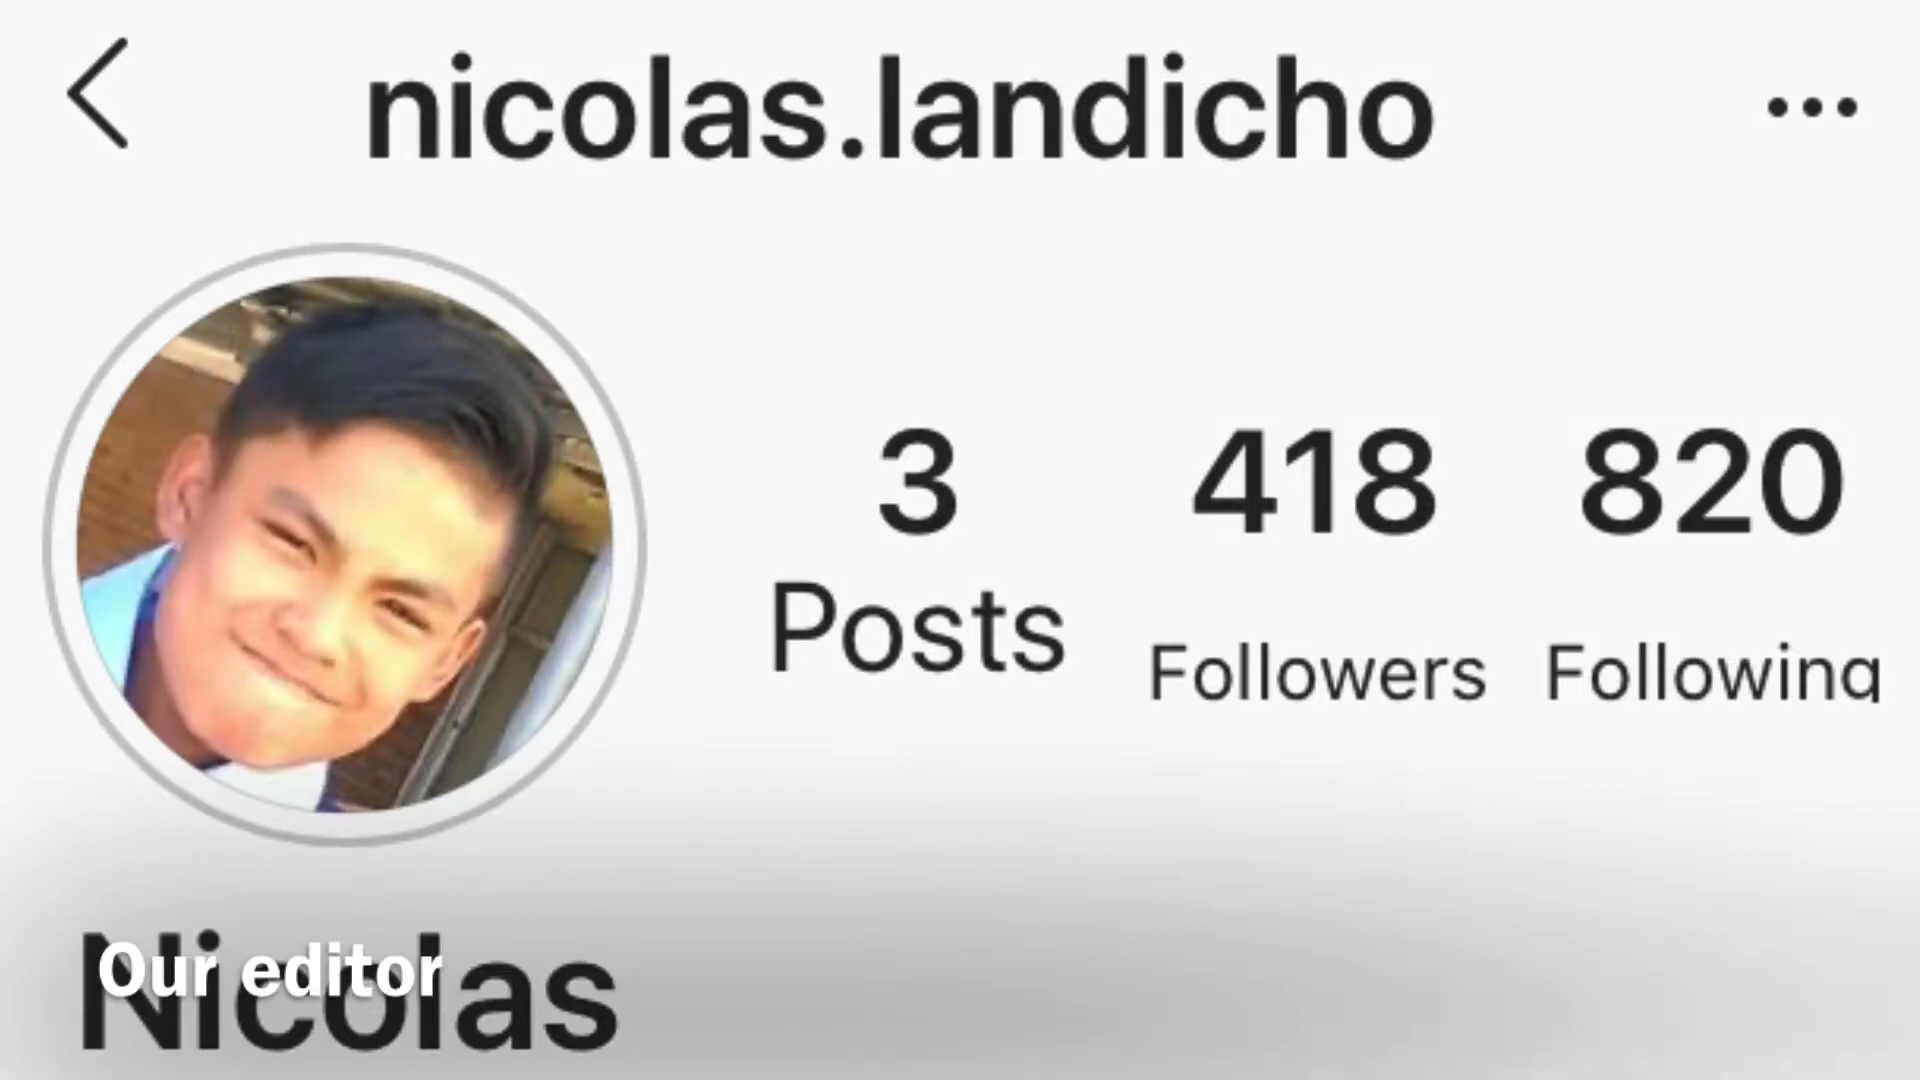 nicolas.landicho
3 418 820
Posts Followers Following
Nicolas
Our editor